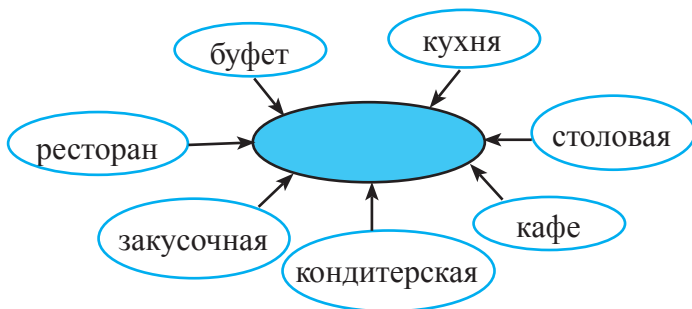 буфет
кухня
ресторан
столовая
закусочная
кафе
кондитерская